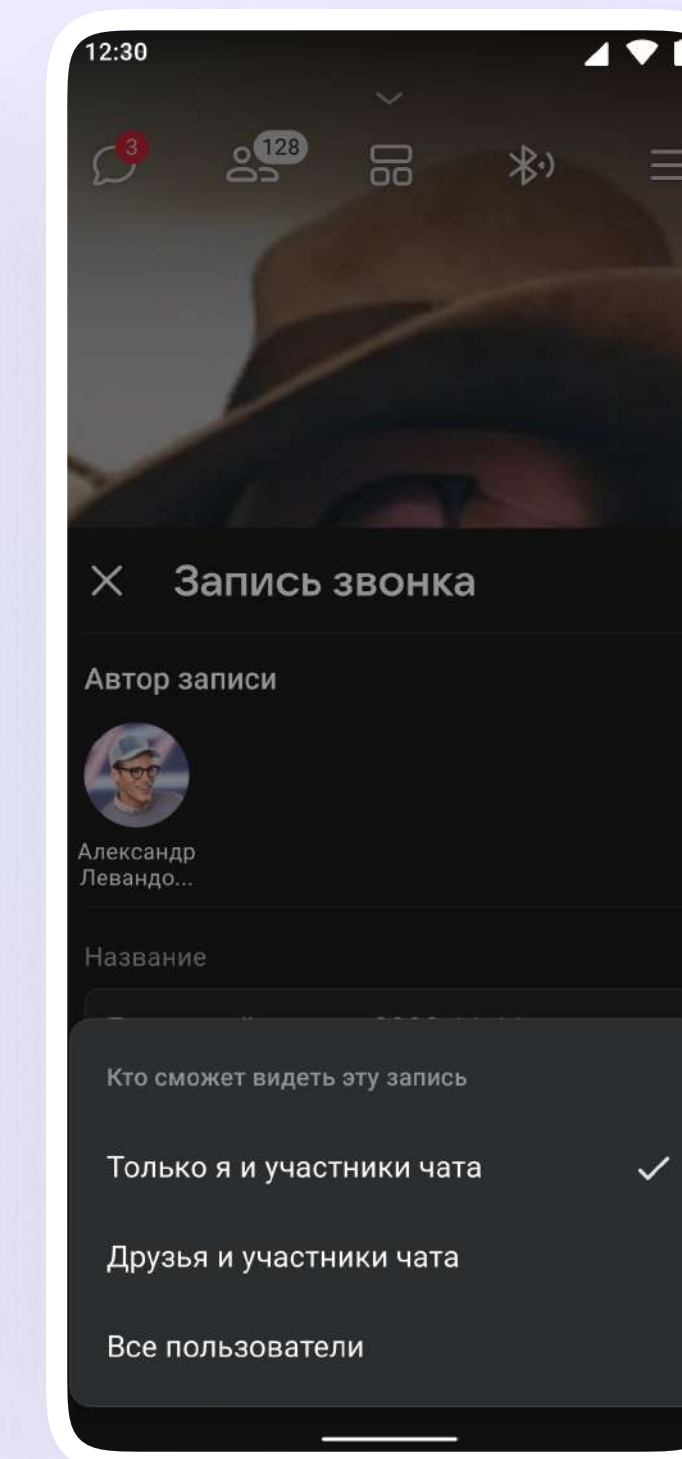 12:30
3
128
Запись звонка
Автор записи
Александр
Левандо...
Название
Кто сможет видеть эту запись
Только я и участники чата
Друзья и участники чата
Все пользователи